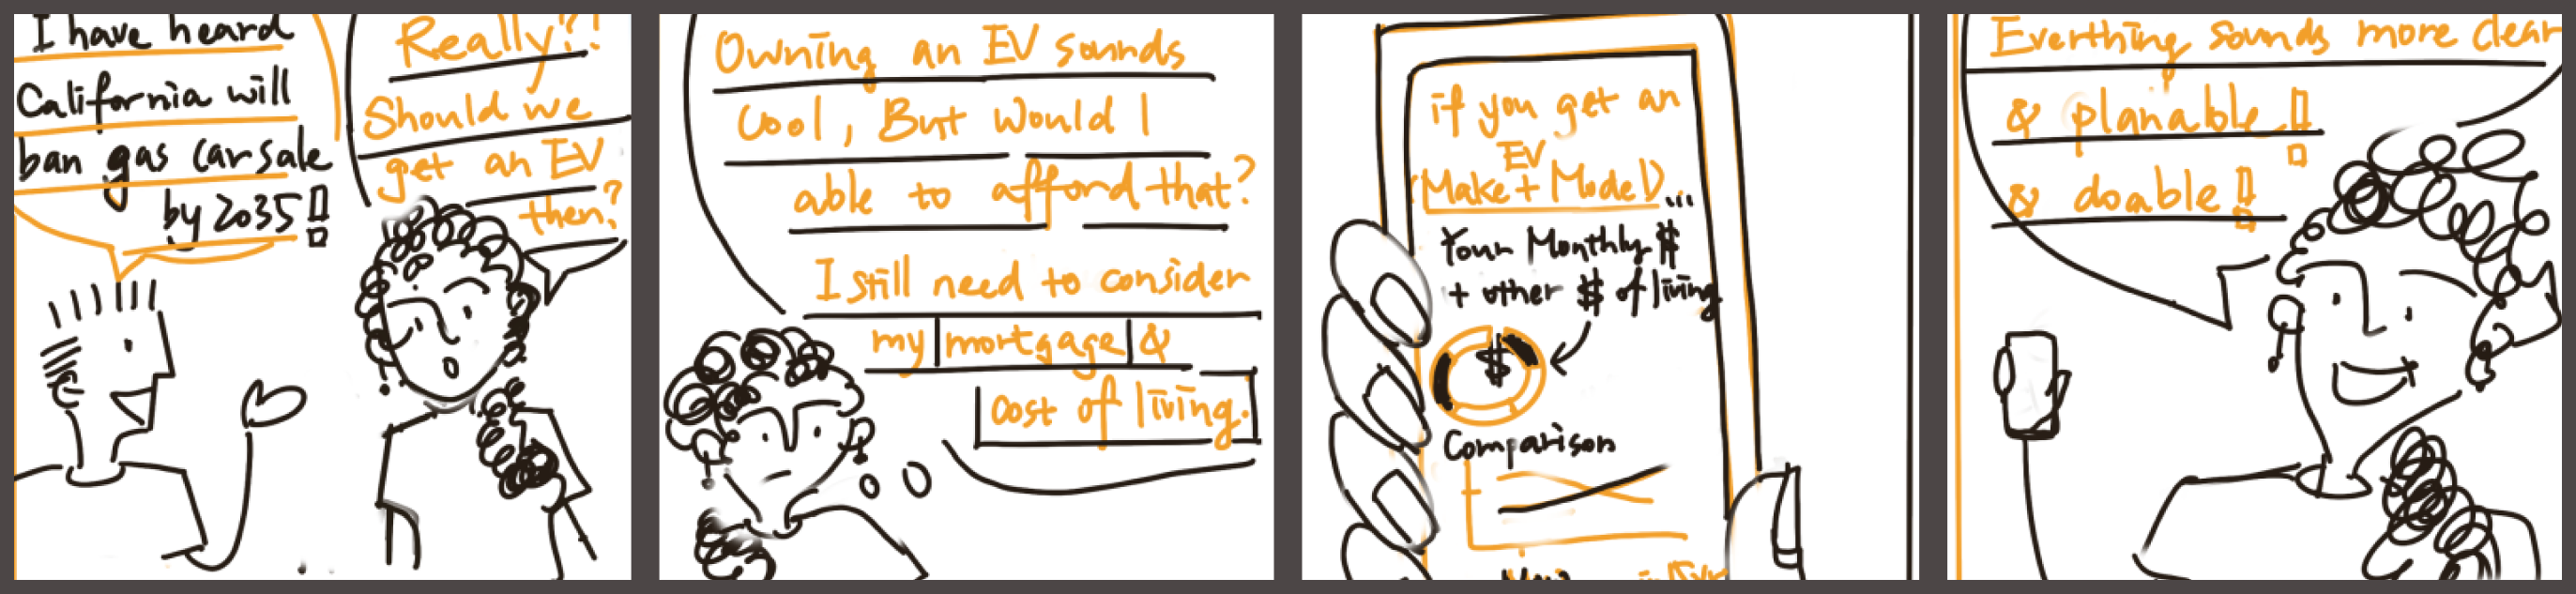 I have heard
California will
ban gas car sale
by 2035!
Really?!
Should we
get an EV
then?
Owning an EV sounds
Cool, But Would I
able to afford that?
I still need to consider
my mortgage &
cost of living.
if you get an
EV
(Make + Model)...
Your Monthly $
+ other $ of living
$
Comparison
Everthing sounds more clear
& planable!
& doable!